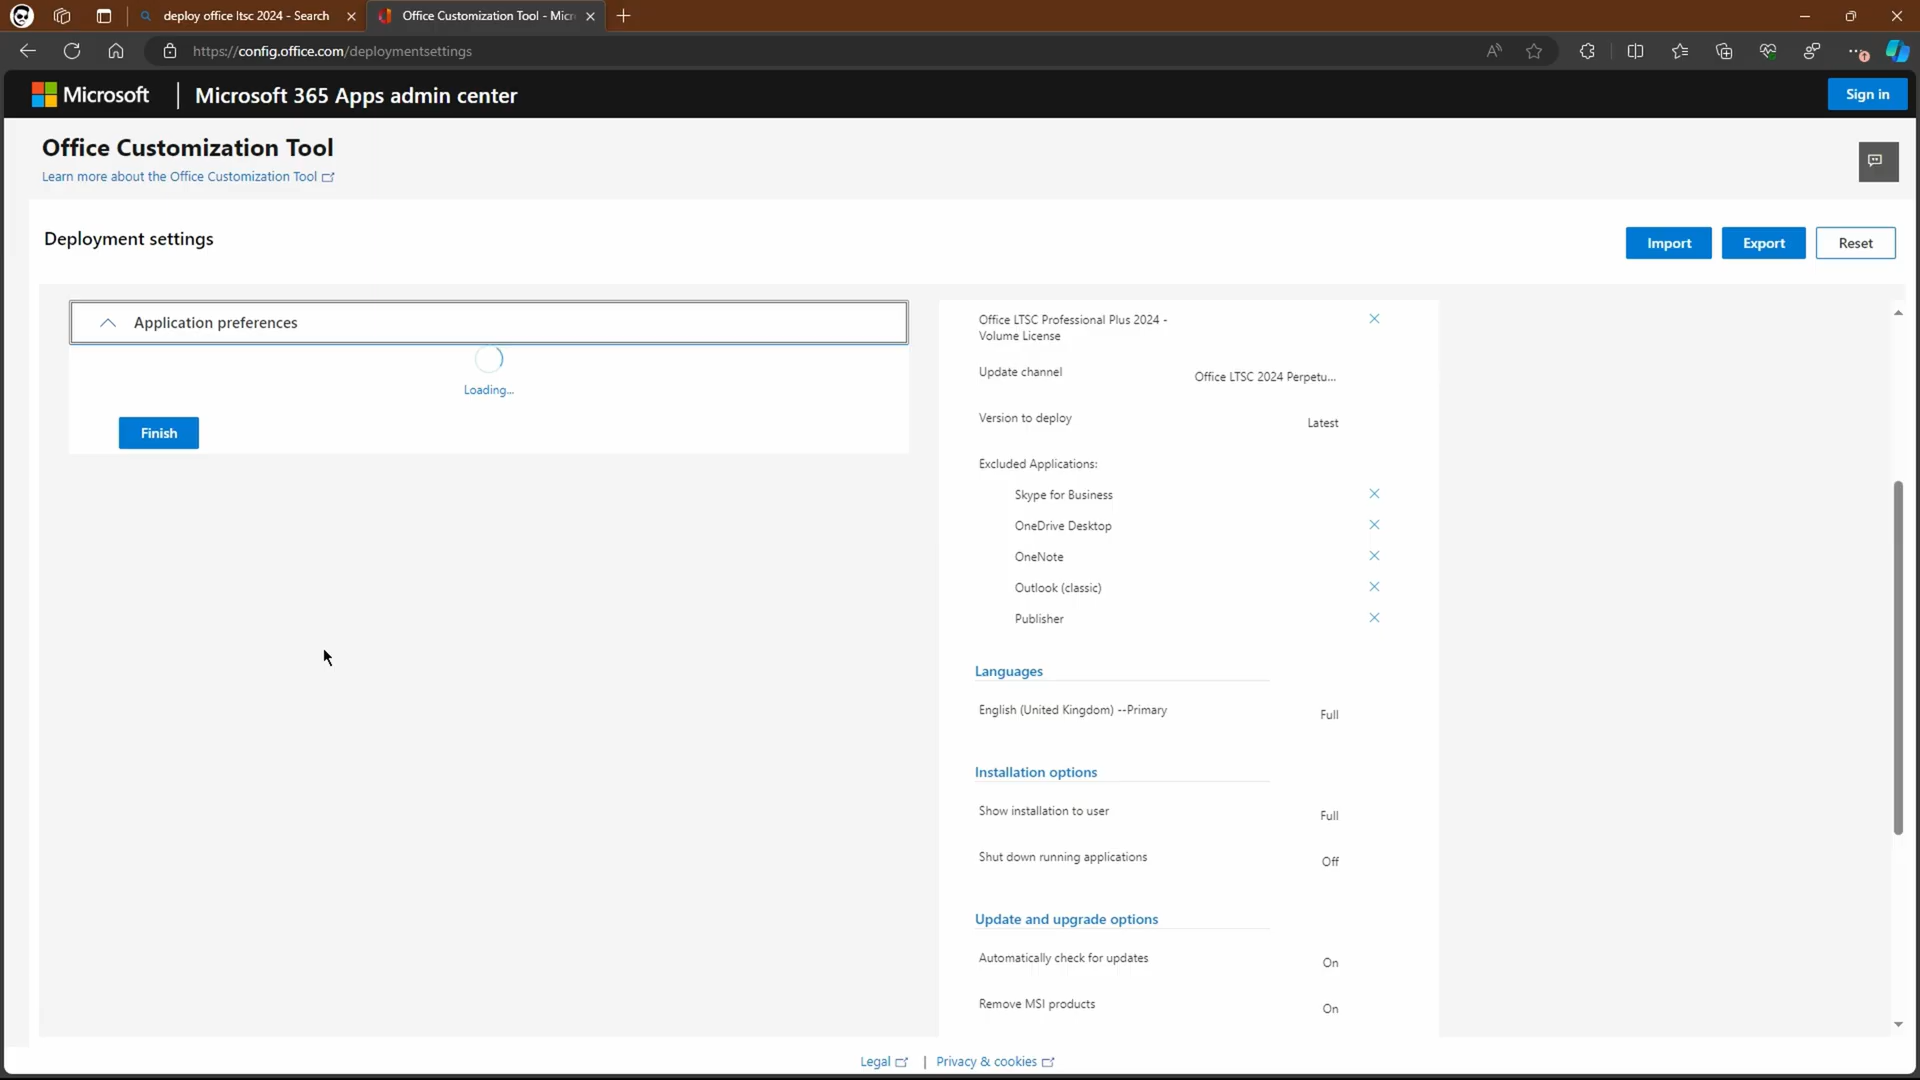 deploy office ltsc 2024 - Search
Office Customization Tool - Micr
https://config.office.com/deploymentsettings
Microsoft
Microsoft 365 Apps admin center
Sign in
Office Customization Tool
Learn more about the Office Customization Tool
Deployment settings
Import
Export
Reset
Application preferences
Loading...
Finish
Office LTSC Professional Plus 2024 -
Volume License
Update channel
Office LTSC 2024 Perpetu...
Version to deploy
Latest
Excluded Applications:
Skype for Business
OneDrive Desktop
OneNote
Outlook (classic)
Publisher
Languages
English (United Kingdom) --Primary
Full
Installation options
Show installation to user
Full
Shut down running applications
Off
Update and upgrade options
Automatically check for updates
On
Remove MSI products
On
Legal | Privacy & cookies